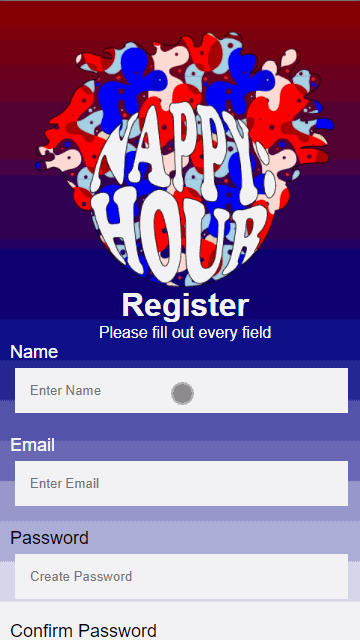 NAPPY!
HOUR
Register
Please fill out every field
Name
Enter Name
Email
Enter Email
Password
Create Password
Confirm Password